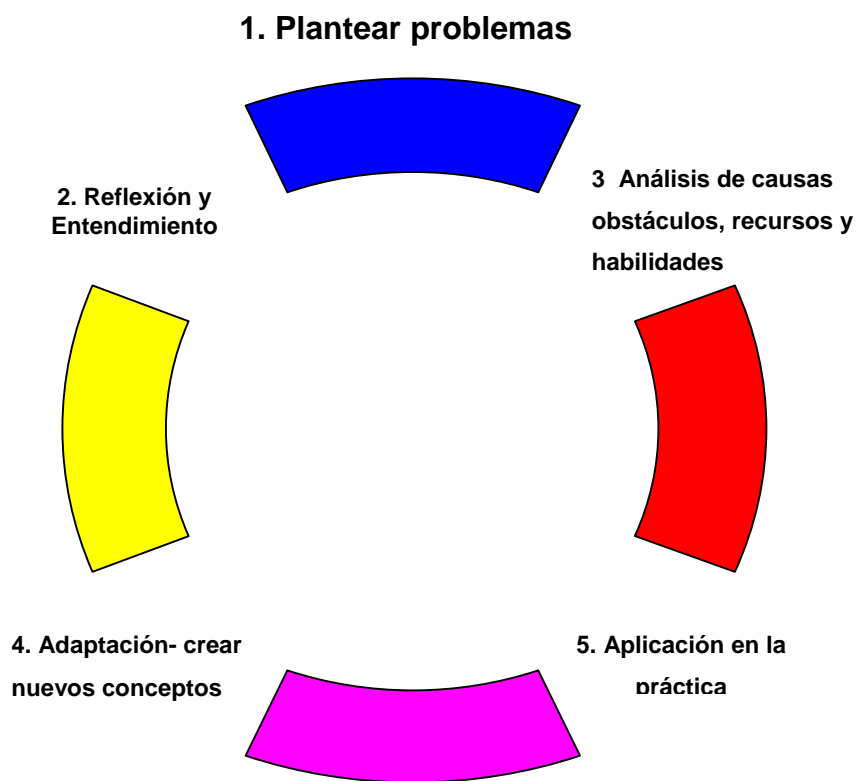 1. Plantear problemas
2. Reflexión y
Entendimiento
3 Análisis de causas
obstáculos, recursos y
habilidades
4. Adaptación- crear
nuevos conceptos
5. Aplicación en la
práctica